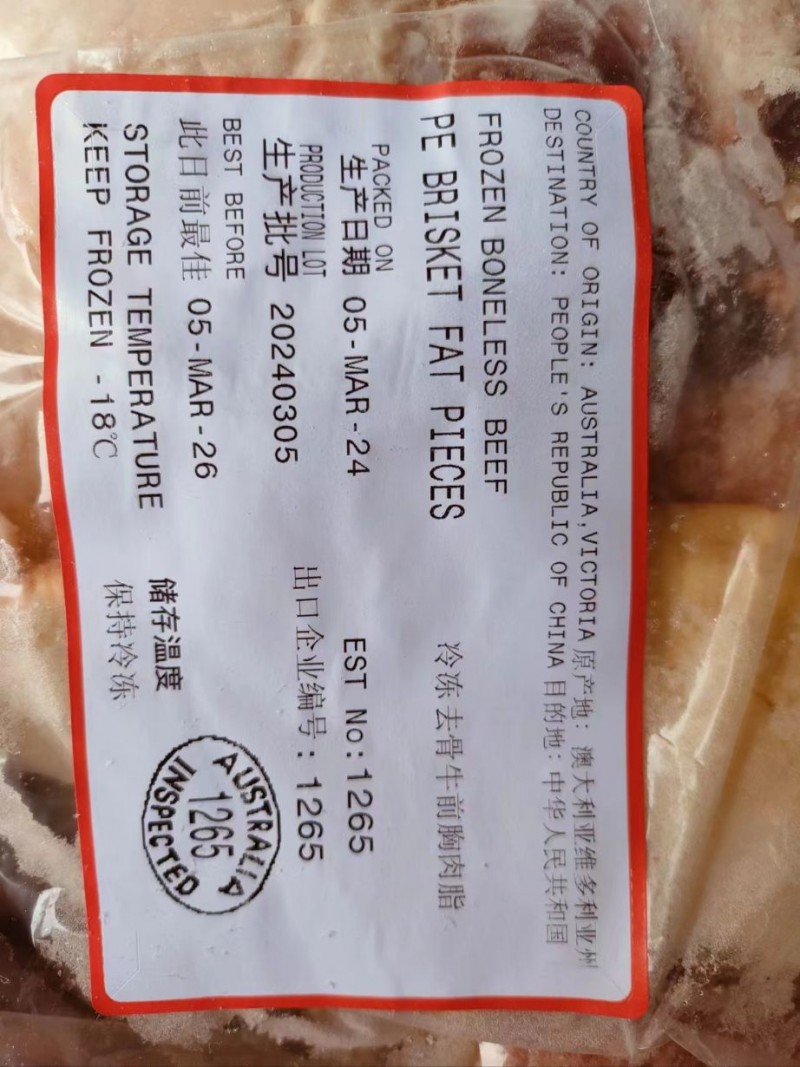 COUNTRY OF ORIGIN: AUSTRALIA,VICTORIA 原产地：澳大利亚维多利亚州
DESTINATION: PEOPLE'S REPUBLIC OF CHINA 目的地：中华人民共和国
FROZEN BONELESS BEEF
PE BRISKET FAT PIECES 冷冻去骨牛前胸肉脂
PACKED ON
生产日期 05-MAR-24 EST No:1265
PRODUCTION LOT
生产批号 20240305 出口企业编号：1265
BEST BEFORE
此日前最佳 05-MAR-26
STORAGE TEMPERATURE 储存温度
KEEP FROZEN -18℃ 保持冷冻
AUSTRALIA
1265
INSPECTED